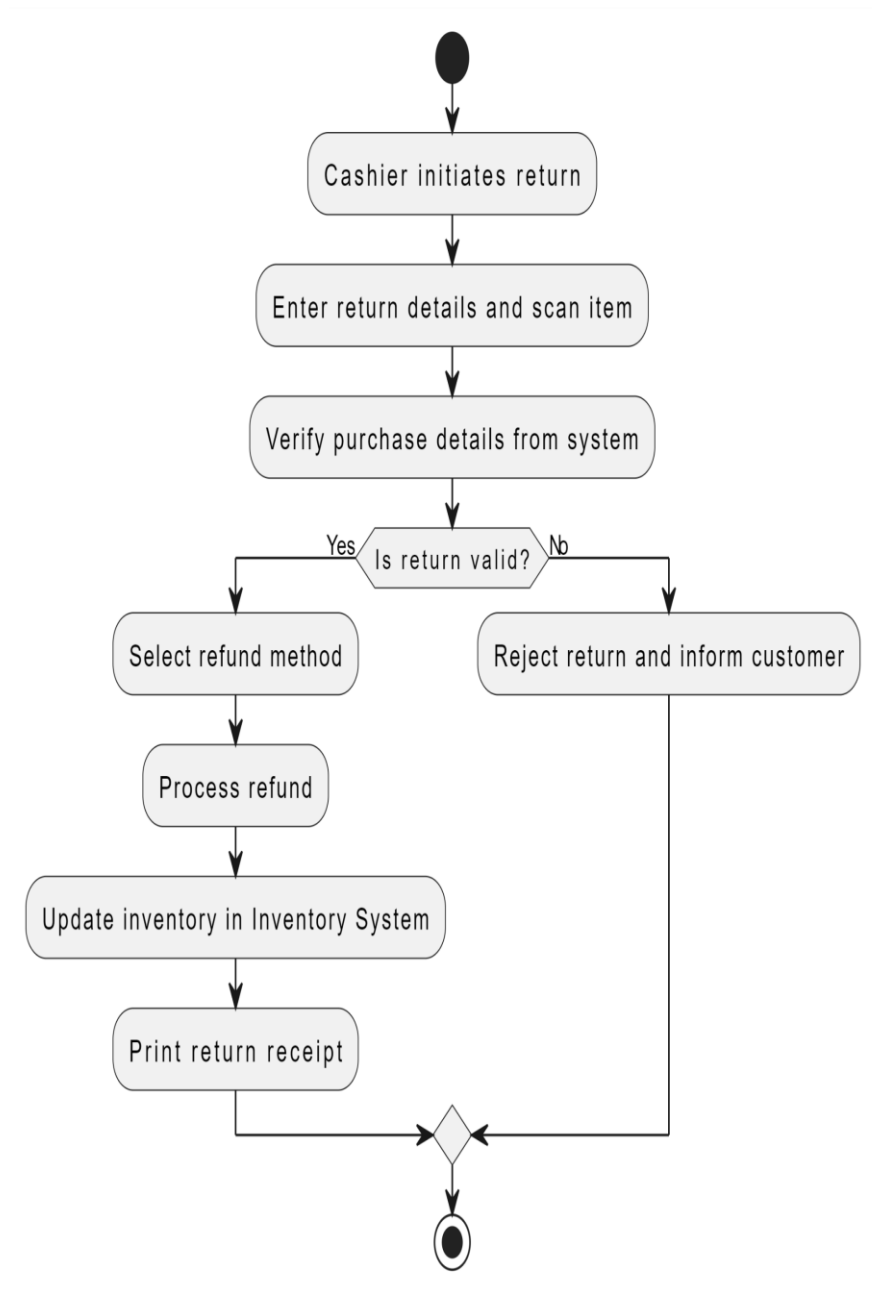 Cashier initiates return
Enter return details and scan item
Verify purchase details from system
Yes
Is return valid?
No
Select refund method
Reject return and inform customer
Process refund
Update inventory in Inventory System
Print return receipt